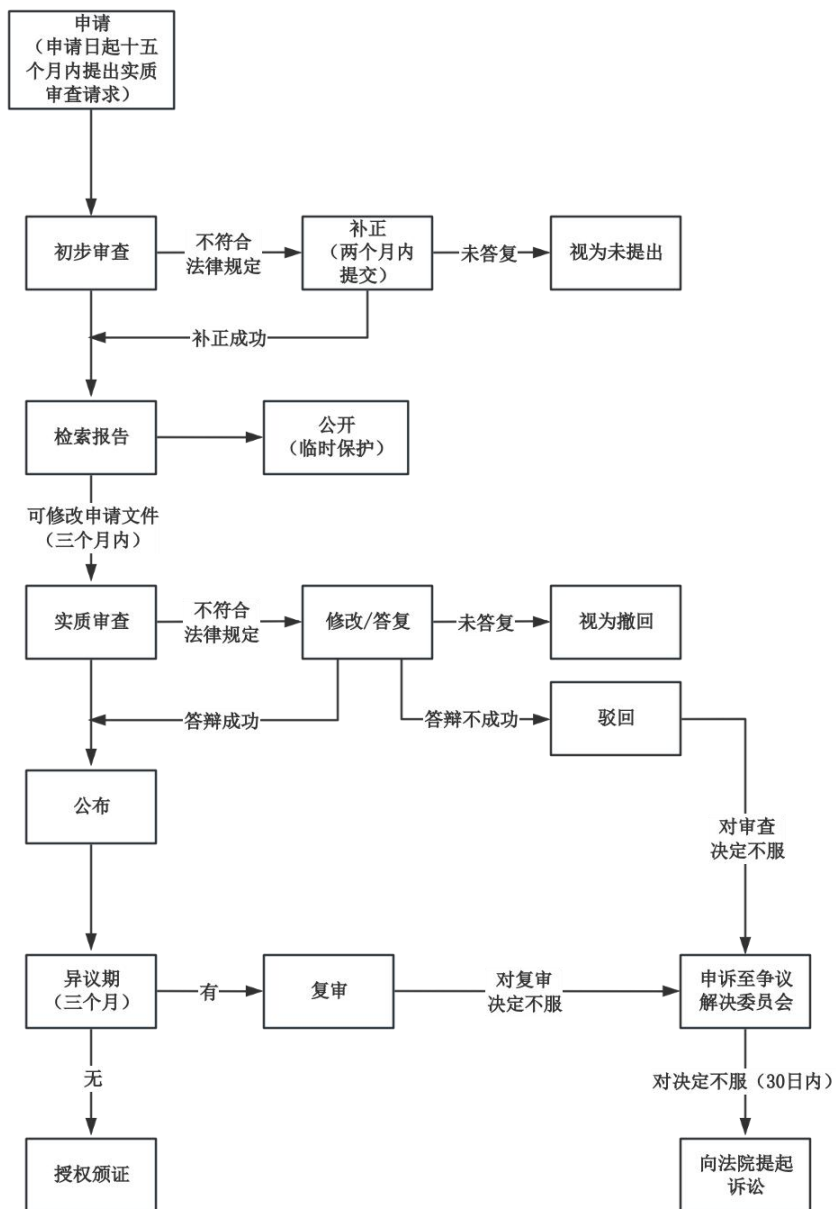 申请
（申请日起十五
个月内提出实质
审查请求）
初步审查
不符合
法律规定
补正
（两个月内
提交）
未答复
视为未提出
补正成功
检索报告
公开
（临时保护）
可修改申请文件
（三个月内）
实质审查
不符合
法律规定
修改/答复
未答复
视为撤回
答辩成功
答辩不成功
驳回
公布
对审查
决定不服
异议期
（三个月）
有
复审
对复审
决定不服
申诉至争议
解决委员会
无
对决定不服（30日内）
授权颁证
向法院提起
诉讼